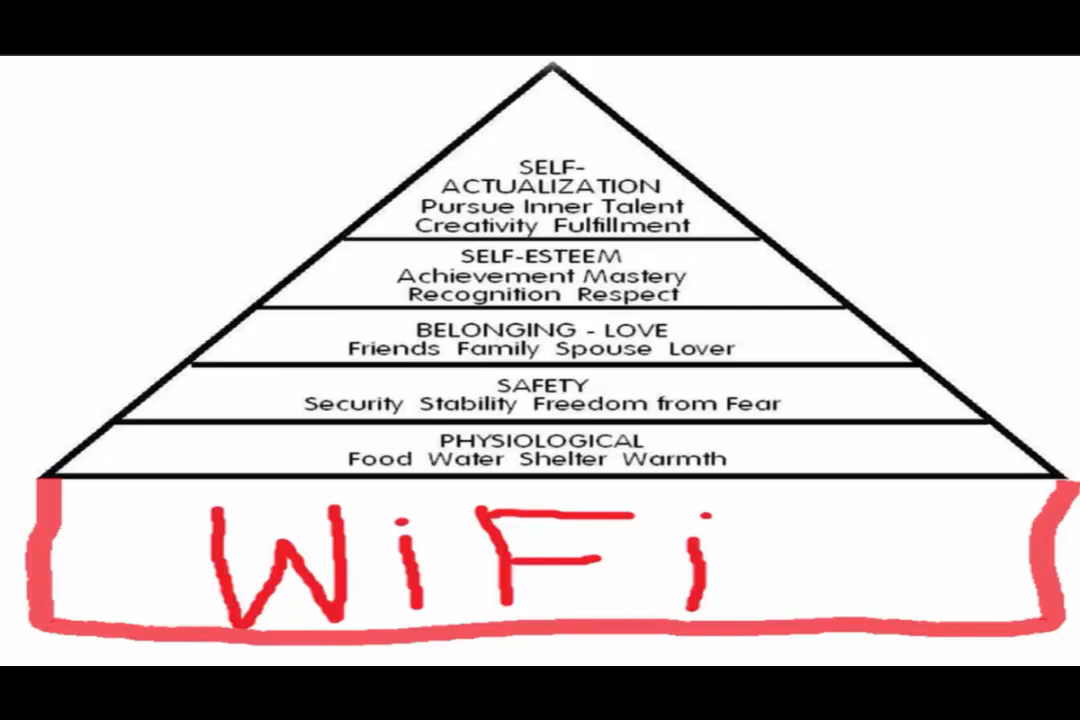 SELF-
ACTUALIZATION
Pursue Inner Talent
Creativity Fulfillment
SELF-ESTEEM
Achievement Mastery
Recognition Respect
BELONGING - LOVE
Friends Family Spouse Lover
SAFETY
Security Stability Freedom from Fear
PHYSIOLOGICAL
Food Water Shelter Warmth
WiFi